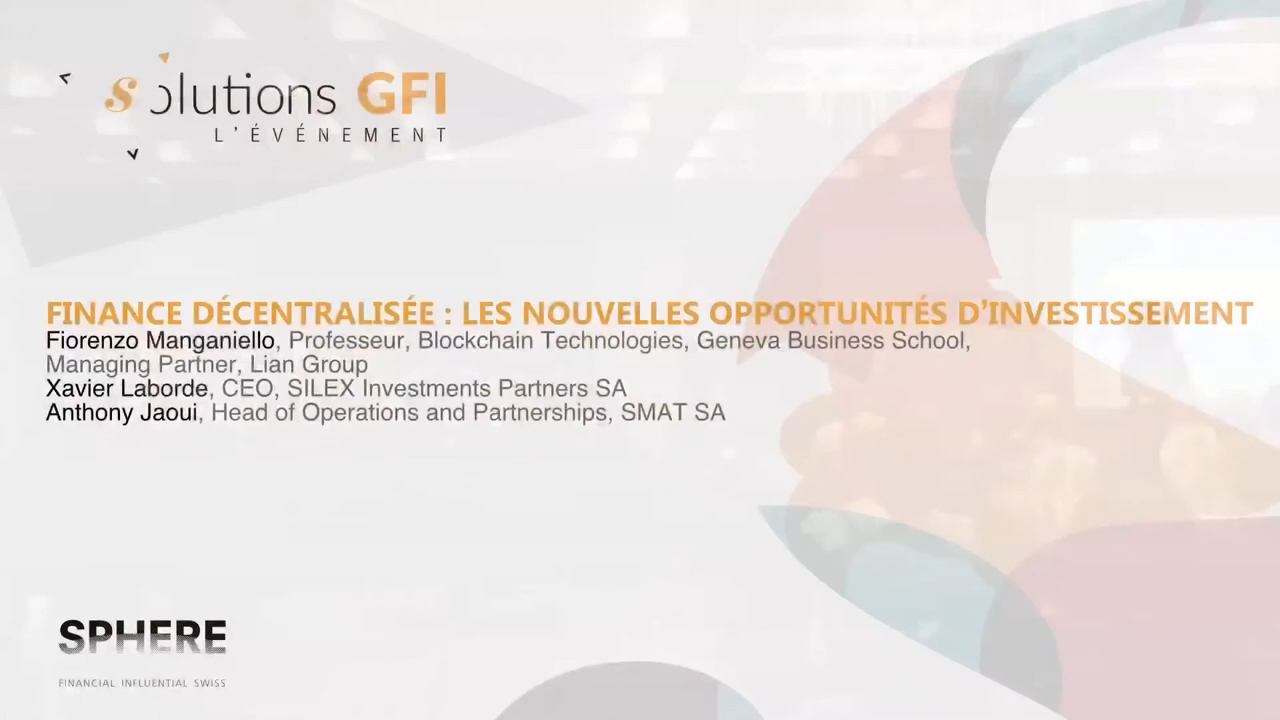 solutions GFI
L'ÉVÉNEMENT
FINANCE DÉCENTRALISÉE : LES NOUVELLES OPPORTUNITÉS D’INVESTISSEMENT
Fiorenzo Manganiello, Professeur, Blockchain Technologies, Geneva Business School,
Managing Partner, Lian Group
Xavier Laborde, CEO, SILEX Investments Partners SA
Anthony Jaoui, Head of Operations and Partnerships, SMAT SA
SPHERE
FINANCIAL INFLUENTIAL SWISS